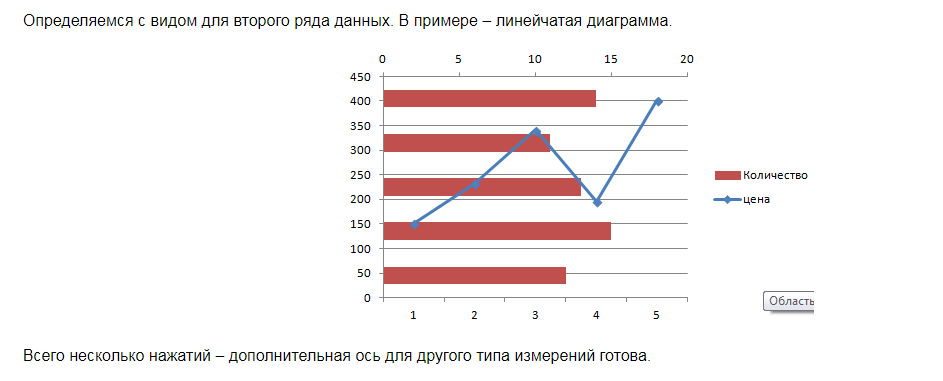 Определяемся с видом для второго ряда данных. В примере – линейчатая диаграмма.
0 5 10 15 20
450
400
350
300
250
200
150
100
50
0
Количество
цена
Область
1 2 3 4 5
Всего несколько нажатий – дополнительная ось для другого типа измерений готова.